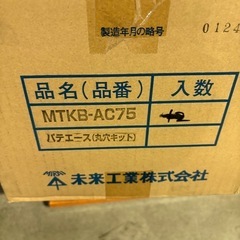 製造年月の略号
0124
品名(品番)
入数
MTKB-AC75
パテエース(丸穴キット)
未来工業株式会社